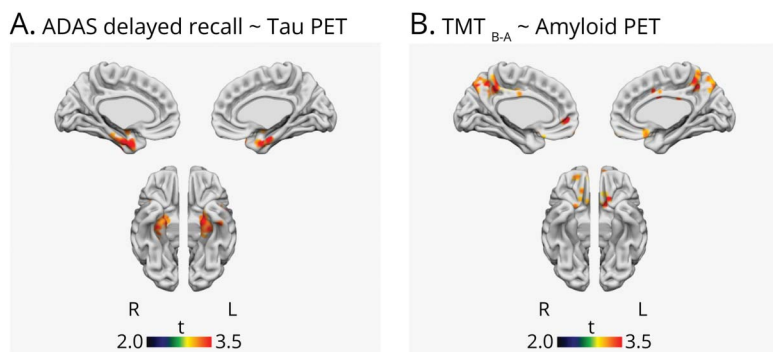 A. ADAS delayed recall ~ Tau PET
R L
t
2.0 3.5
B. TMT B-A ~ Amyloid PET
R L
t
2.0 3.5